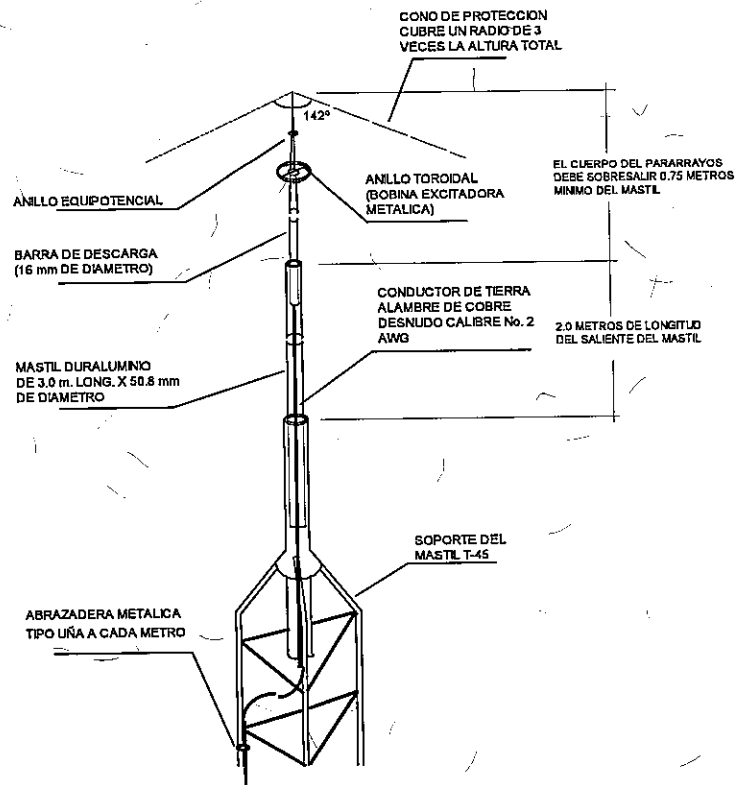 CONO DE PROTECCION
CUBRE UN RADIO DE 3
VECES LA ALTURA TOTAL
142°
EL CUERPO DEL PARARRAYOS
DEBE SOBRESALIR 0.75 METROS
MINIMO DEL MASTIL
ANILLO TOROIDAL
(BOBINA EXCITADORA
METALICA)
ANILLO EQUIPOTENCIAL
BARRA DE DESCARGA
(16 mm DE DIAMETRO)
CONDUCTOR DE TIERRA
ALAMBRE DE COBRE
DESNUDO CALIBRE No. 2
AWG
2.0 METROS DE LONGITUD
DEL SALIENTE DEL MASTIL
MASTIL DURALUMINIO
DE 3.0 m. LONG. X 50.8 mm
DE DIAMETRO
SOPORTE DEL
MASTIL T-45
ABRAZADERA METALICA
TIPO UÑA A CADA METRO